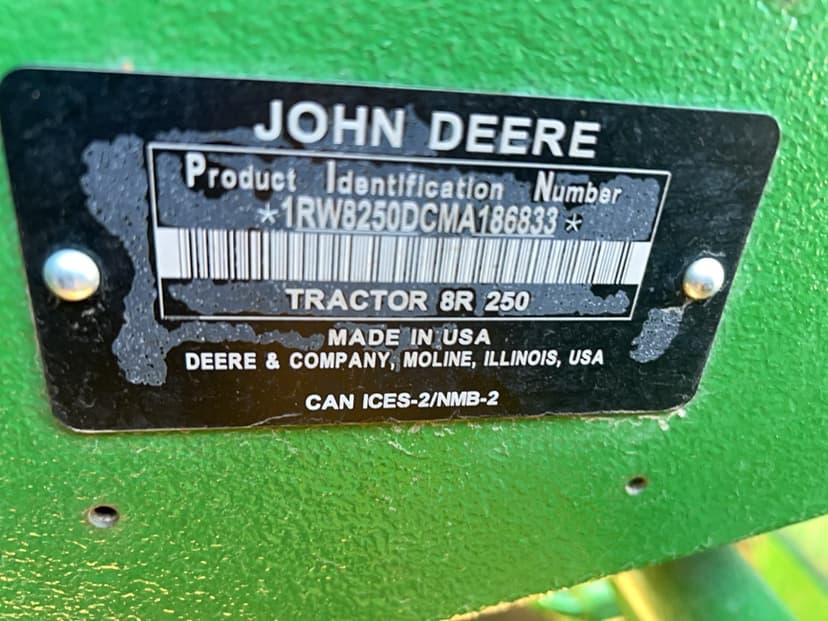 JOHN DEERE
Product Identification Number
*1RW8250DCMA186833*
TRACTOR 8R 250
MADE IN USA
DEERE & COMPANY, MOLINE, ILLINOIS, USA
CAN ICES-2/NMB-2